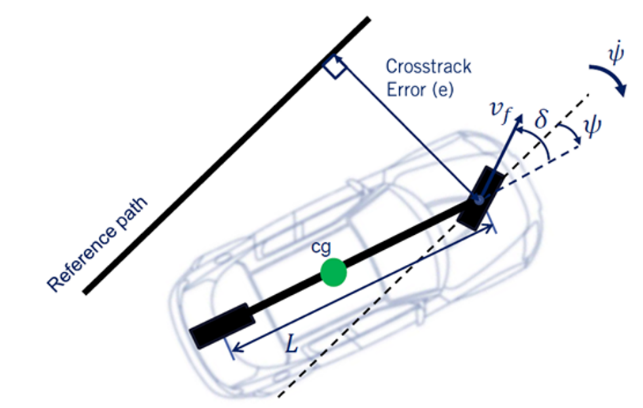 Crosstrack
Error (e)
ψ̇
v_f
δ
ψ
Reference path
cg
L